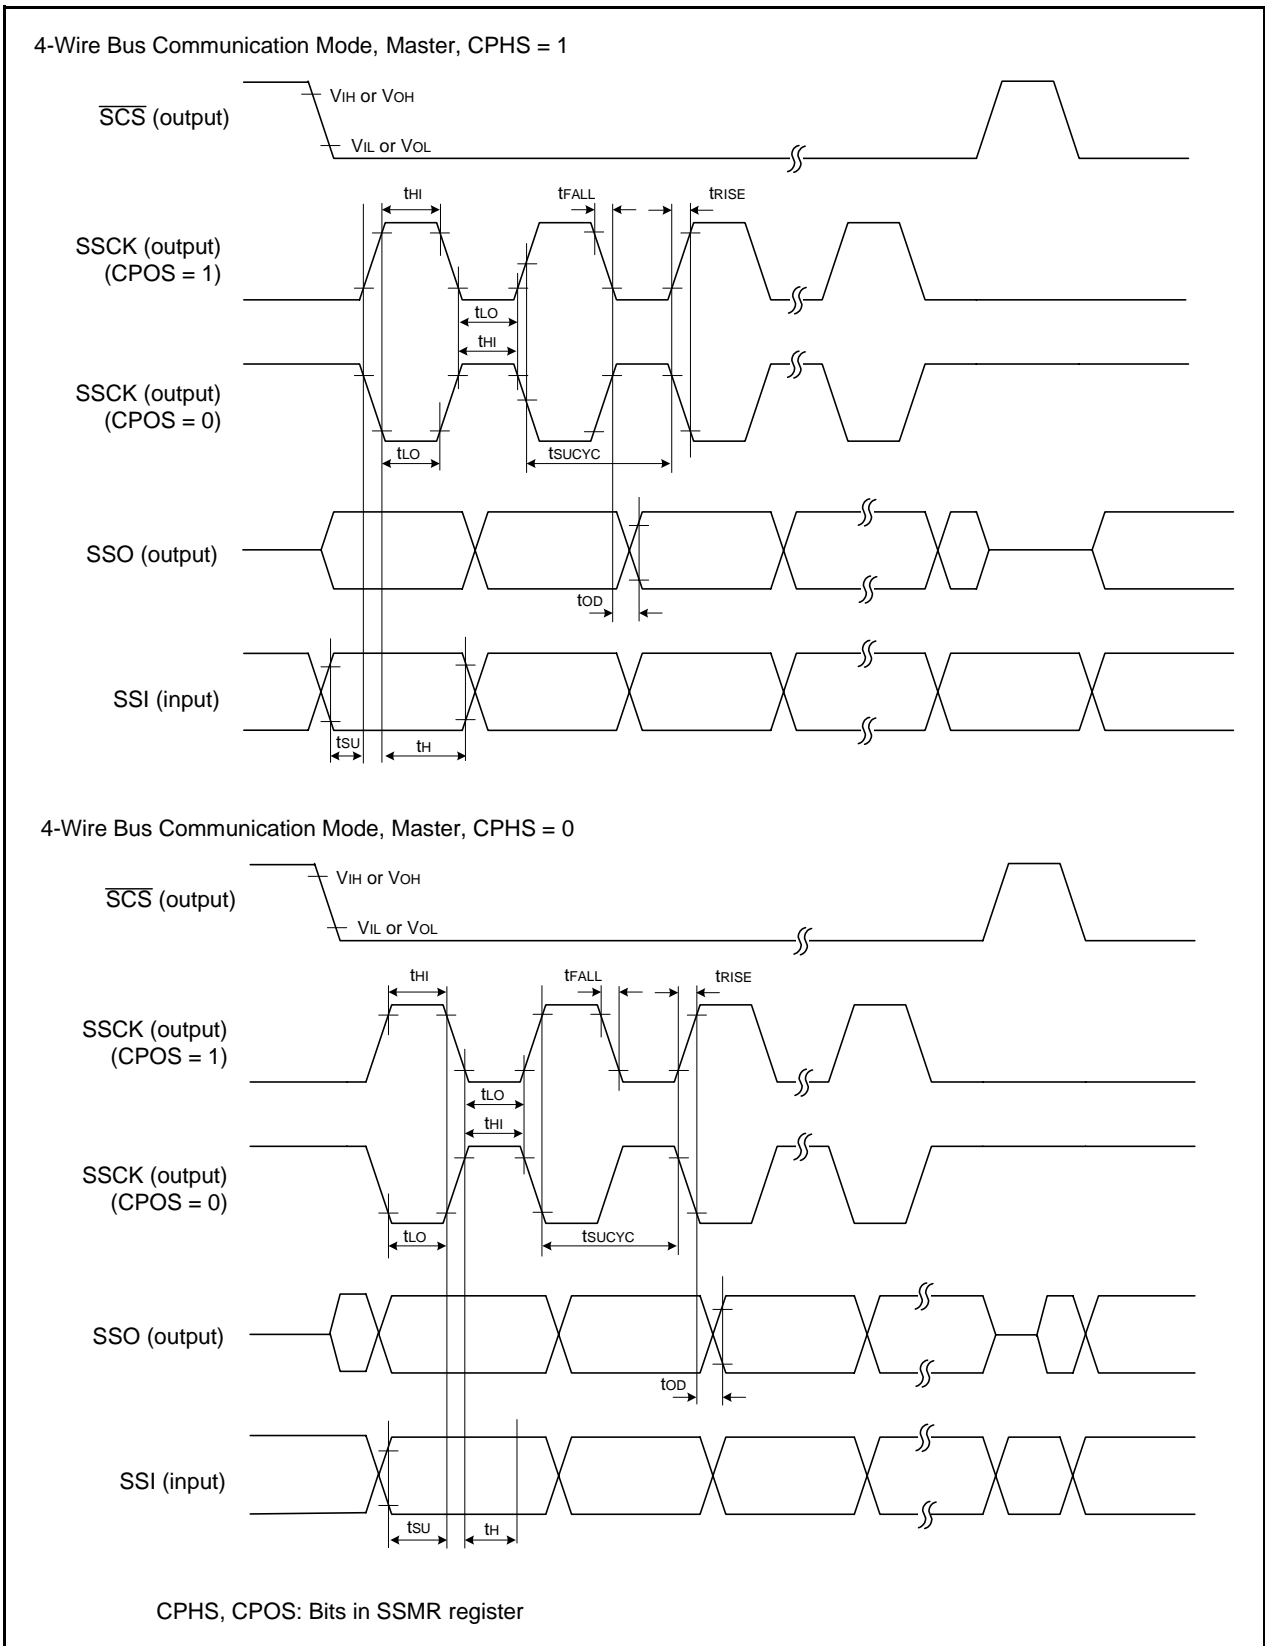 4-Wire Bus Communication Mode, Master, CPHS = 1
VIH or VOH
SCS (output)
VIL or VOL
tHI
tFALL
tRISE
SSCK (output)
(CPOS = 1)
tLO
tHI
SSCK (output)
(CPOS = 0)
tLO
tSUCYC
SSO (output)
tOD
SSI (input)
tSU
tH
4-Wire Bus Communication Mode, Master, CPHS = 0
VIH or VOH
SCS (output)
VIL or VOL
tHI
tFALL
tRISE
SSCK (output)
(CPOS = 1)
tLO
tHI
SSCK (output)
(CPOS = 0)
tLO
tSUCYC
SSO (output)
tOD
SSI (input)
tSU
tH
CPHS, CPOS: Bits in SSMR register